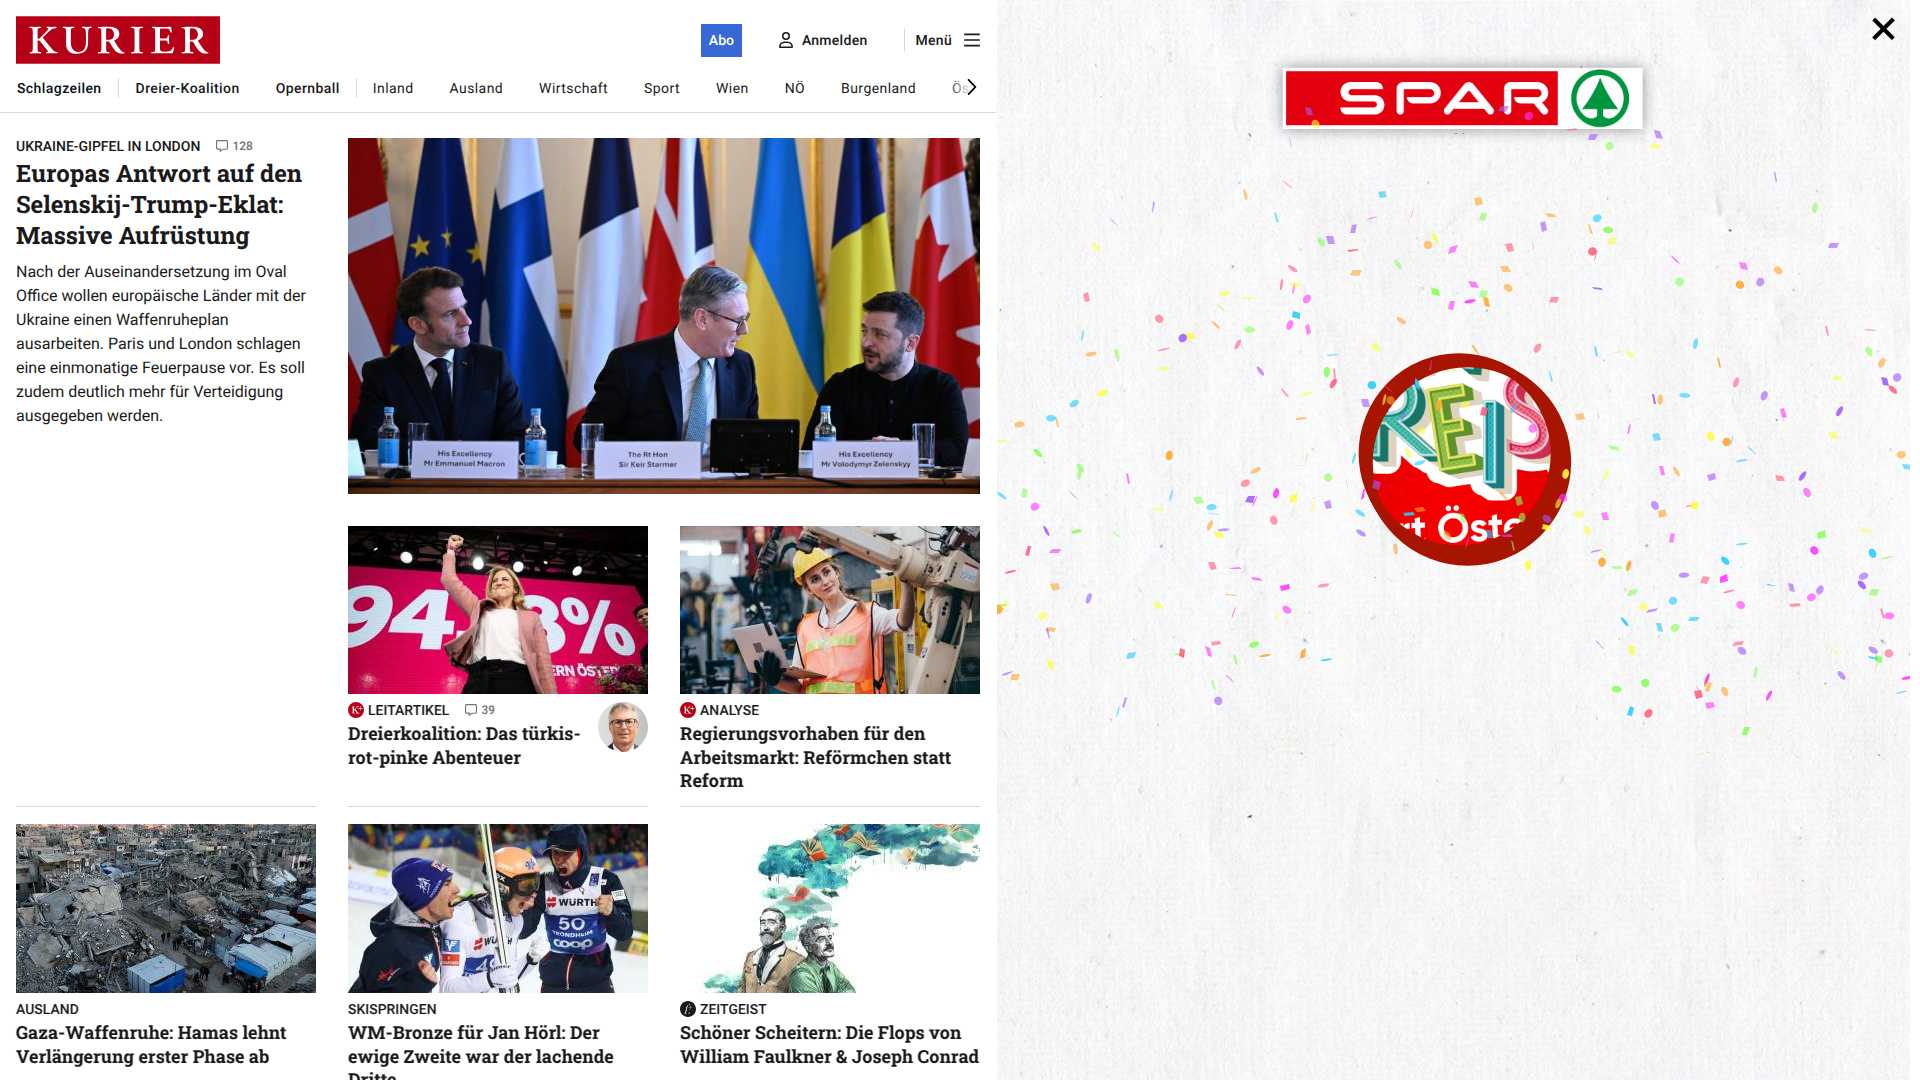 KURIER
Abo
Anmelden
Menü
Schlagzeilen
Dreier-Koalition
Opernball
Inland
Ausland
Wirtschaft
Sport
Wien
NÖ
Burgenland
UKRAINE-GIPFEL IN LONDON 128
Europas Antwort auf den
Selenskij-Trump-Eklat:
Massive Aufrüstung
Nach der Auseinandersetzung im Oval
Office wollen europäische Länder mit der
Ukraine einen Waffenruheplan
ausarbeiten. Paris und London schlagen
eine einmonatige Feuerpause vor. Es soll
zudem deutlich mehr für Verteidigung
ausgegeben werden.
His Excellency
Mr Emmanuel Macron
The Rt Hon
Sir Keir Starmer
His Excellency
Mr Volodymyr Zelenskyy
K+ LEITARTIKEL 39
Dreierkoalition: Das türkis-
rot-pinke Abenteuer
K+ ANALYSE
Regierungsvorhaben für den
Arbeitsmarkt: Reförmchen statt
Reform
AUSLAND
Gaza-Waffenruhe: Hamas lehnt
Verlängerung erster Phase ab
WÜRTH
50
TRONDHEIM
coop
SKISPRINGEN
WM-Bronze für Jan Hörl: Der
ewige Zweite war der lachende
Dritte
ZEITGEIST
Schöner Scheitern: Die Flops von
William Faulkner & Joseph Conrad
SPAR
REIS
rt Öste